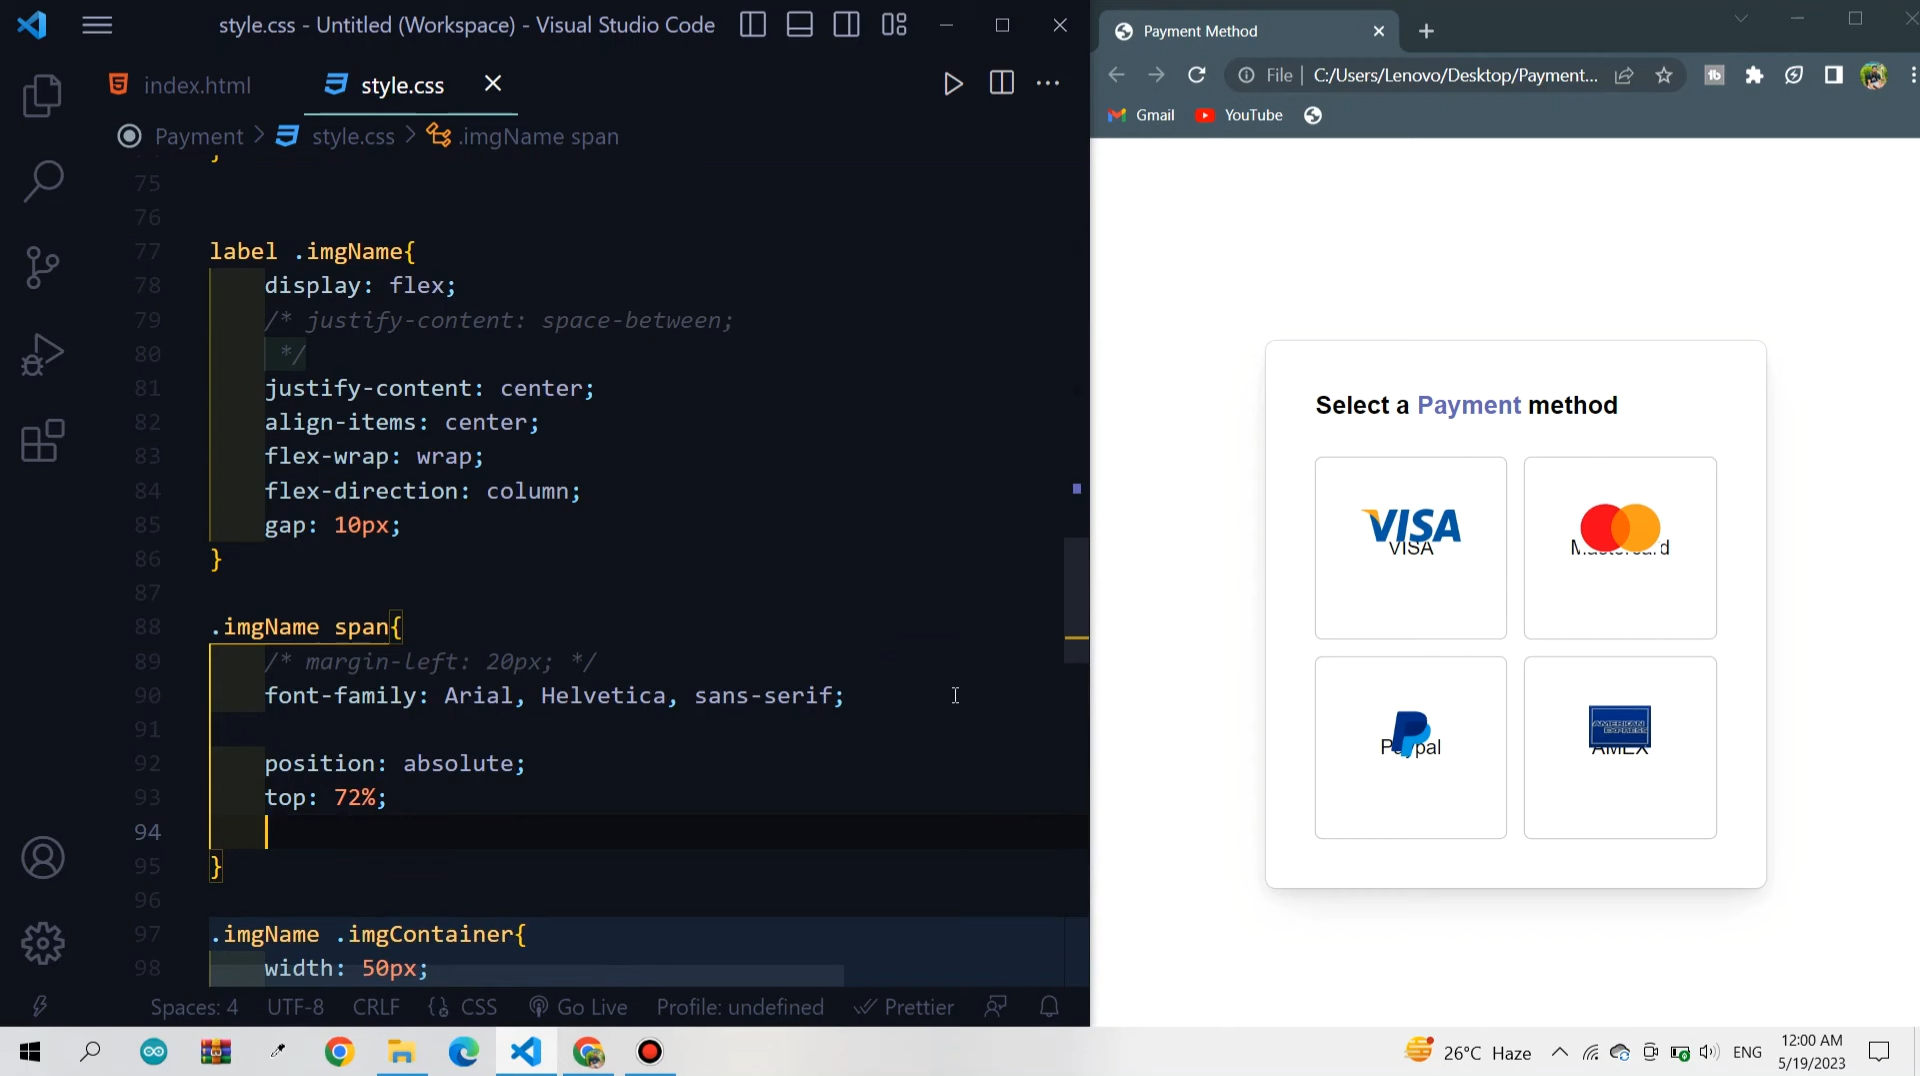 style.css - Untitled (Workspace) - Visual Studio Code
index.html
style.css
Payment > style.css > .imgName span
75
76
77 label .imgName{
78 display: flex;
79 /* justify-content: space-between;
80 */
81 justify-content: center;
82 align-items: center;
83 flex-wrap: wrap;
84 flex-direction: column;
85 gap: 10px;
86 }
87
88 .imgName span{
89 /* margin-left: 20px; */
90 font-family: Arial, Helvetica, sans-serif;
91
92 position: absolute;
93 top: 72%;
94
95 }
96
97 .imgName .imgContainer{
98 width: 50px;
Spaces: 4 UTF-8 CRLF {} CSS Go Live Profile: undefined Prettier
Payment Method
File | C:/Users/Lenovo/Desktop/Payment...
Gmail YouTube
Select a Payment method
VISA
VISA
Mastercard
Paypal
AMERICAN EXPRESS
AMEX
26°C Haze
ENG
12:00 AM
5/19/2023